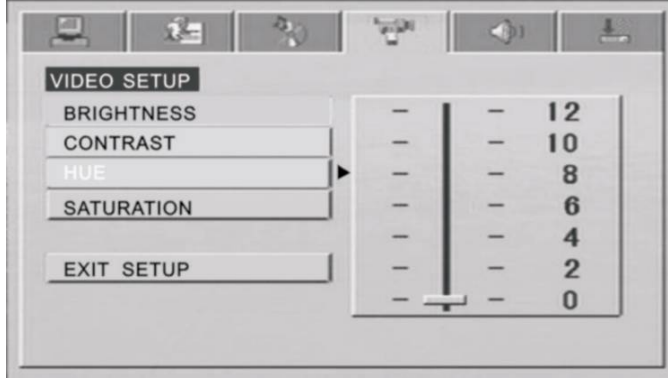 VIDEO SETUP
BRIGHTNESS
CONTRAST
HUE
SATURATION
EXIT SETUP
12
10
8
6
4
2
0